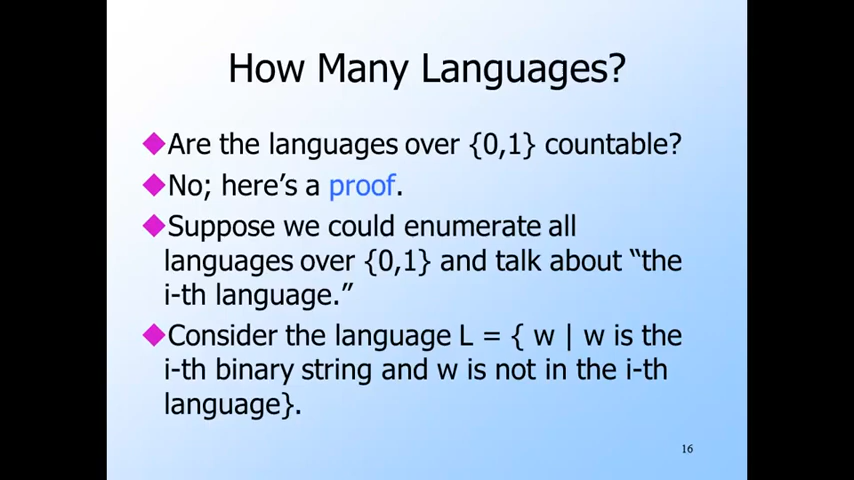 How Many Languages?
Are the languages over {0,1} countable?
No; here’s a proof.
Suppose we could enumerate all
languages over {0,1} and talk about “the
i-th language.”
Consider the language L = { w | w is the
i-th binary string and w is not in the i-th
language}.
16